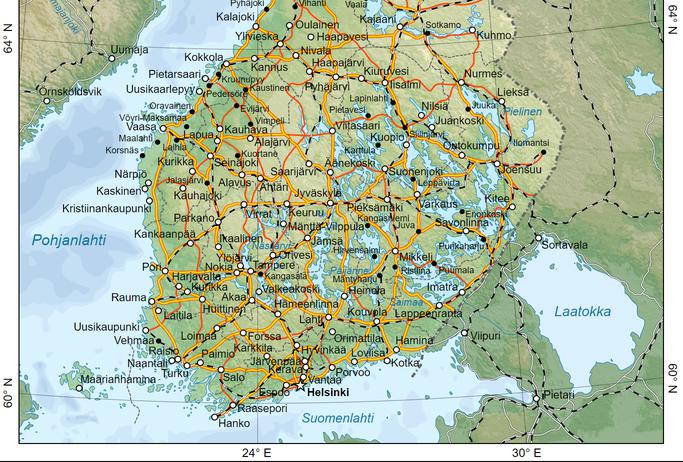 Pyhäjoki
Vihanti
Vaala
Kalajoki
Oulainen
Kajaani
Sotkamo
64° N
64° N
Ylivieska
Haapavesi
Kuhmo
Uumaja
Nivala
Kokkola
Kannus
Haapajärvi
Pietarsaari
Kruunupyy
Kiuruvesi
Nurmes
Örnsköldsvik
Uusikaarlepyy
Pedersöre
Kaustinen
Pyhäjärvi
Iisalmi
Lieksa
Oravainen
Evijärvi
Lapinlahti
Nilsiä
Juuka
Pielinen
Vöyri-Maksamaa
Vimpeli
Pielavesi
Juankoski
Vaasa
Lapua
Kauhava
Viitasaari
Kuopio
Siilinjärvi
Maalahti
Laihia
Alajärvi
Karttula
Outokumpu
Ilomantsi
Korsnäs
Kurikka
Seinäjoki
Äänekoski
Joensuu
Närpiö
Jalasjärvi
Alavus
Saarijärvi
Suonenjoki
Leppävirta
Kaskinen
Kauhajoki
Ähtäri
Jyväskylä
Varkaus
Kitee
Kristiinankaupunki
Virrat
Keuruu
Pieksämäki
Eronkoski
Parkano
Mänttä-Vilppula
Kangasniemi
Juva
Savonlinna
Kankaanpää
Ikaalinen
Näsijärvi
Jämsä
Hirvensalmi
Punkaharju
Sortavala
Pohjanlahti
Ylöjärvi
Orivesi
Mikkeli
Pori
Nokia
Tampere
Päijänne
Ristiina
Puumala
Harjavalta
Kangasala
Mäntyharju
Kurikka
Valkeakoski
Heinola
Imatra
Rauma
Akaa
Saimaa
Laatokka
Huittinen
Hämeenlinna
Kouvola
Lappeenranta
Laitila
Lahti
Uusikaupunki
Loimaa
Forssa
Orimattila
Hamina
Viipuri
Vehmaa
Karkkila
Hyvinkää
Raisio
Paimio
Järvenpää
Loviisa
Kotka
Naantali
Kerava
Porvoo
Turku
Salo
Vantaa
60° N
60° N
Maarianhamina
Espoo
Helsinki
Pietari
Raasepori
Hanko
Suomenlahti
24° E
30° E